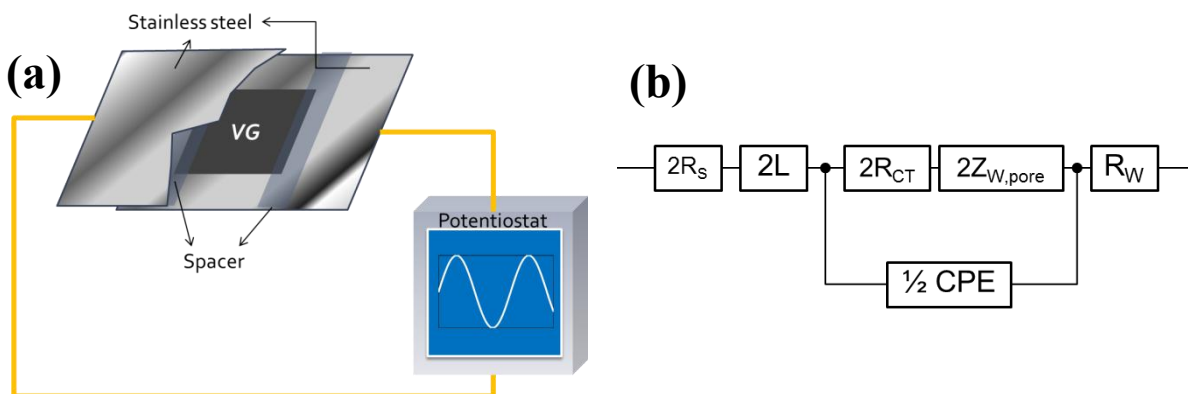 (a)
Stainless steel
VG
Spacer
Potentiostat
(b)
2R_S
2L
2R_CT
2Z_W,pore
R_W
½ CPE